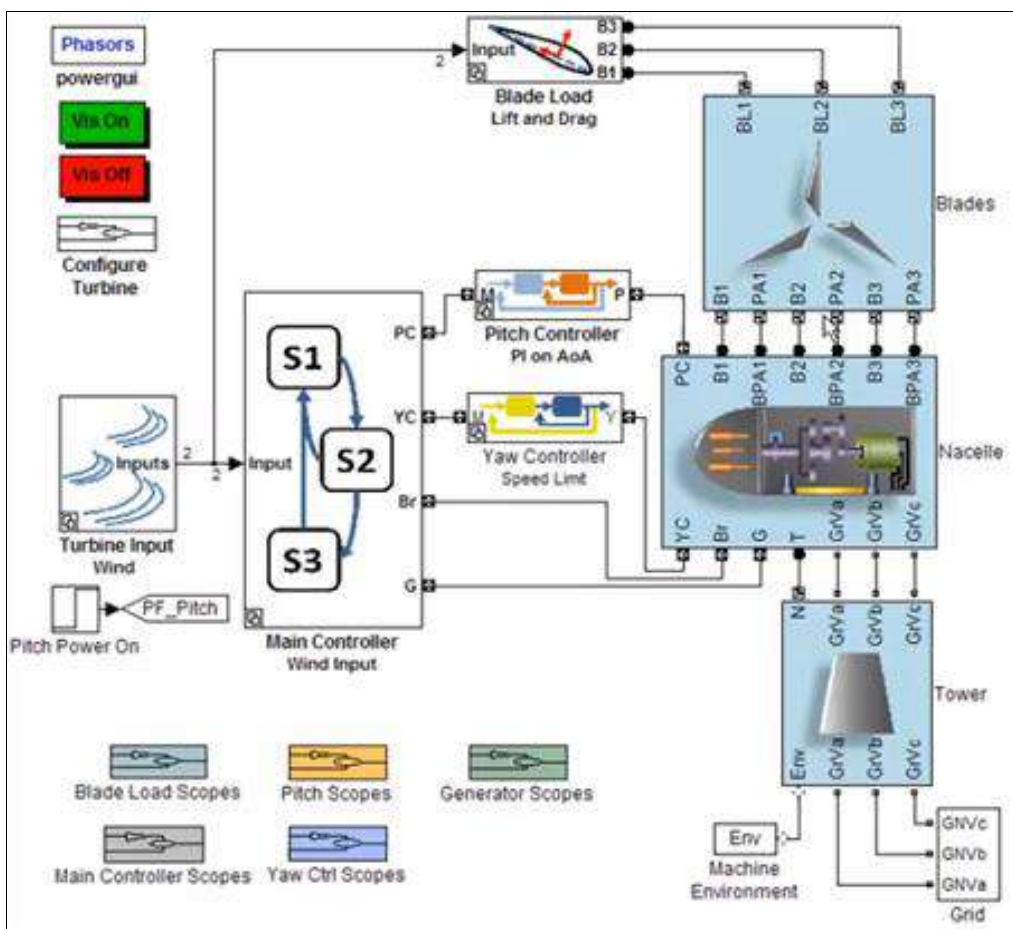 Phasors
powergui
Vis On
Vis Off
Configure
Turbine
2
Input
B3
B2
B1
Blade Load
Lift and Drag
BL1
BL2
BL3
Blades
B1
PA1
B2
PA2
B3
PA3
M
P
Pitch Controller
PI on AoA
M
Y
Yaw Controller
Speed Limt
Inputs
2
Turbine Input
Wind
Input
S1
S2
S3
PC
YC
Br
G
Main Controller
Wind Input
Pitch Power On
PF_Pitch
PC
B1
BPA1
B2
BPA2
B3
BPA3
Nacelle
YC
Br
G
T
GrVa
GrVb
GrVc
N
GrVa
GrVb
GrVc
Tower
Env
GrVa
GrVb
GrVc
Env
Machine
Environment
GNVc
GNVb
GNVa
Grid
Blade Load Scopes
Pitch Scopes
Generator Scopes
Main Controller Scopes
Yaw Ctrl Scopes